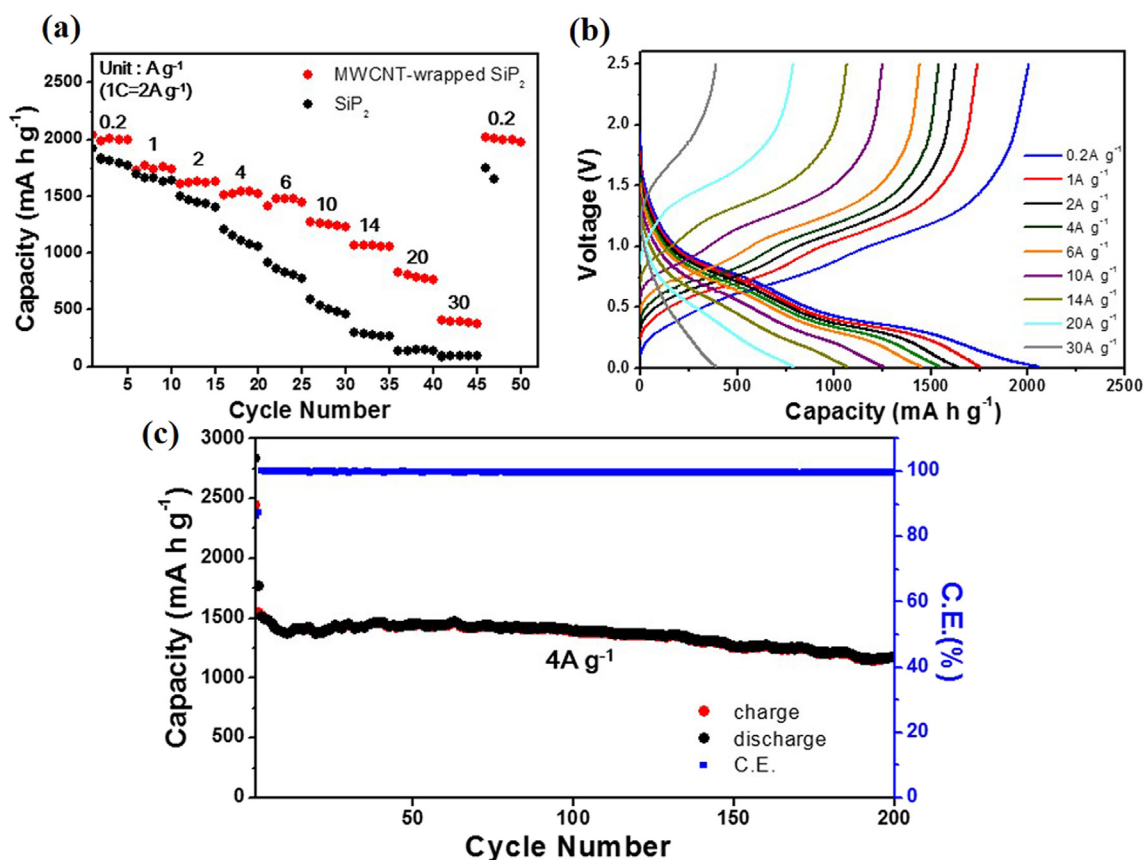 (a)
Unit : A g⁻¹
(1C=2A g⁻¹)
MWCNT-wrapped SiP₂
SiP₂
0.2
1
2
4
6
10
14
20
30
0.2
2500
2000
1500
1000
500
0
Capacity (mA h g⁻¹)
5 10 15 20 25 30 35 40 45 50
Cycle Number
(b)
2.5
2.0
1.5
1.0
0.5
0.0
Voltage (V)
0.2A g⁻¹
1A g⁻¹
2A g⁻¹
4A g⁻¹
6A g⁻¹
10A g⁻¹
14A g⁻¹
20A g⁻¹
30A g⁻¹
0 500 1000 1500 2000 2500
Capacity (mA h g⁻¹)
(c)
3000
2500
2000
1500
1000
500
0
Capacity (mA h g⁻¹)
4A g⁻¹
charge
discharge
C.E.
100
80
60
40
20
0
C.E.(%)
50 100 150 200
Cycle Number